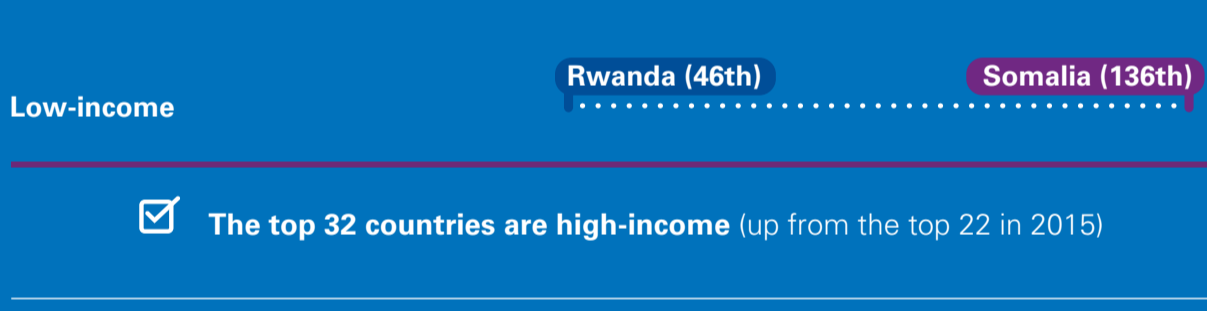 Rwanda (46th)
Somalia (136th)
Low-income
The top 32 countries are high-income (up from the top 22 in 2015)